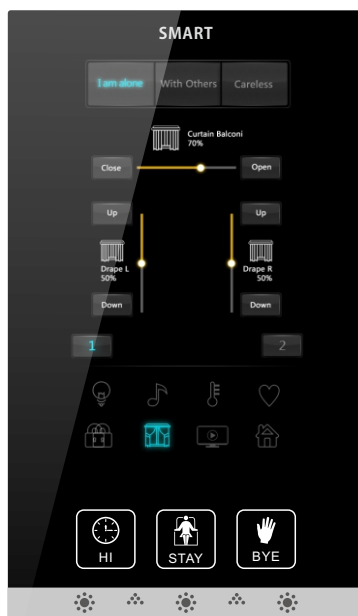 SMART
I am alone With Others Careless
Curtain Balconi
70%
Close Open
Up Up
Drape L Drape R
50% 50%
Down Down
1 2
HI STAY BYE